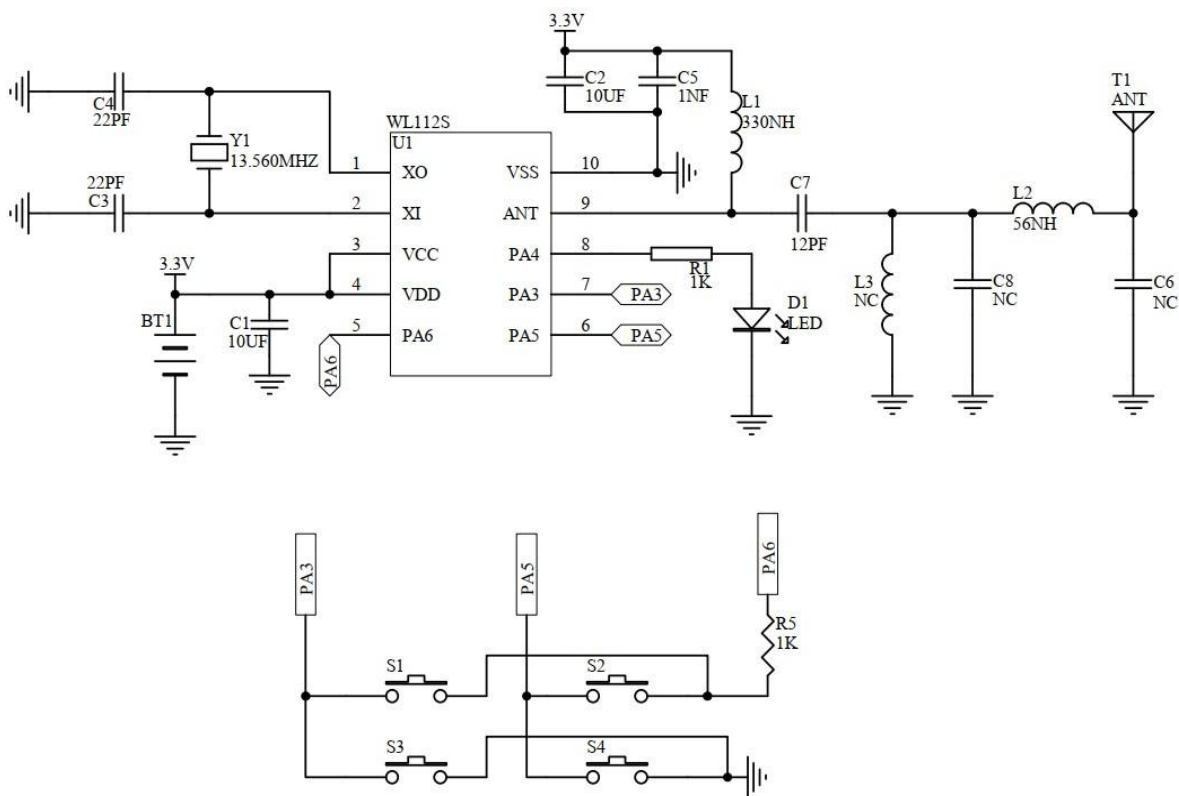 3.3V
C2
10UF
C5
1NF
L1
330NH
T1
ANT
C4
22PF
Y1
13.560MHZ
22PF
C3
WL112S
U1
1
XO
VSS
10
2
XI
ANT
9
3
VCC
PA4
8
4
VDD
PA3
7
5
PA6
PA5
6
C7
12PF
L2
56NH
R1
1K
PA3
PA5
D1
LED
L3
NC
C8
NC
C6
NC
3.3V
BT1
C1
10UF
PA6
PA3
PA5
PA6
R5
1K
S1
S2
S3
S4